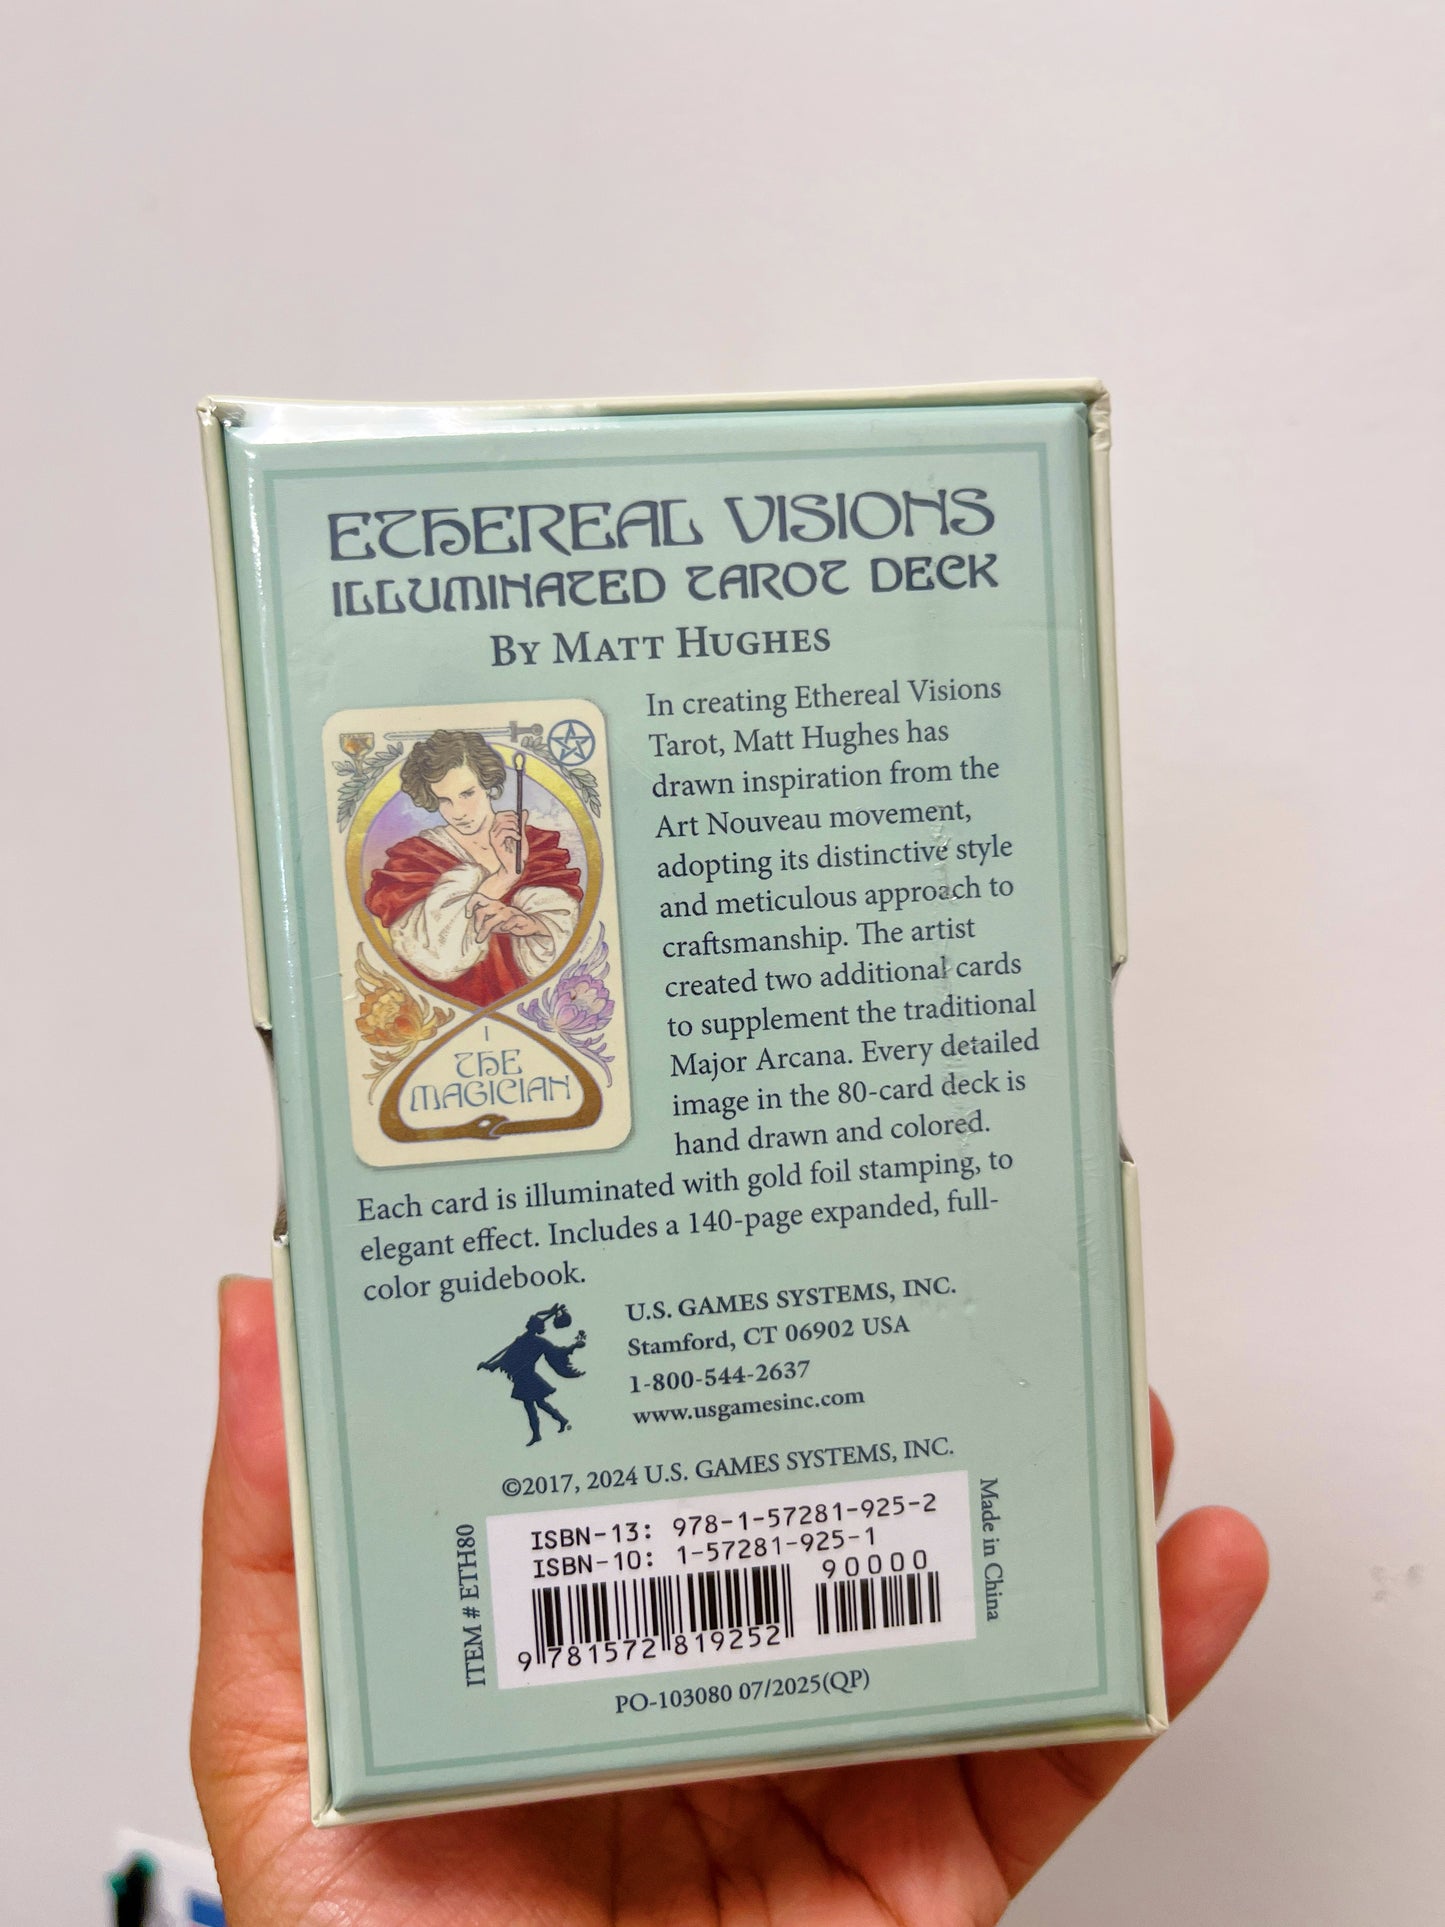 ETHEREAL VISIONS
ILLUMINATED TAROT DECK
BY MATT HUGHES
In creating Ethereal Visions
Tarot, Matt Hughes has
drawn inspiration from the
Art Nouveau movement,
adopting its distinctive style
and meticulous approach to
craftsmanship. The artist
created two additional cards
to supplement the traditional
Major Arcana. Every detailed
image in the 80-card deck is
hand drawn and colored.
Each card is illuminated with gold foil stamping, to
elegant effect. Includes a 140-page expanded, full-
color guidebook.
I
THE
MAGICIAN
U.S. GAMES SYSTEMS, INC.
Stamford, CT 06902 USA
1-800-544-2637
www.usgamesinc.com
©2017, 2024 U.S. GAMES SYSTEMS, INC.
ITEM # ETH80
ISBN-13: 978-1-57281-925-2
ISBN-10: 1-57281-925-1
90000
9 781572 819252
Made in China
PO-103080 07/2025(QP)